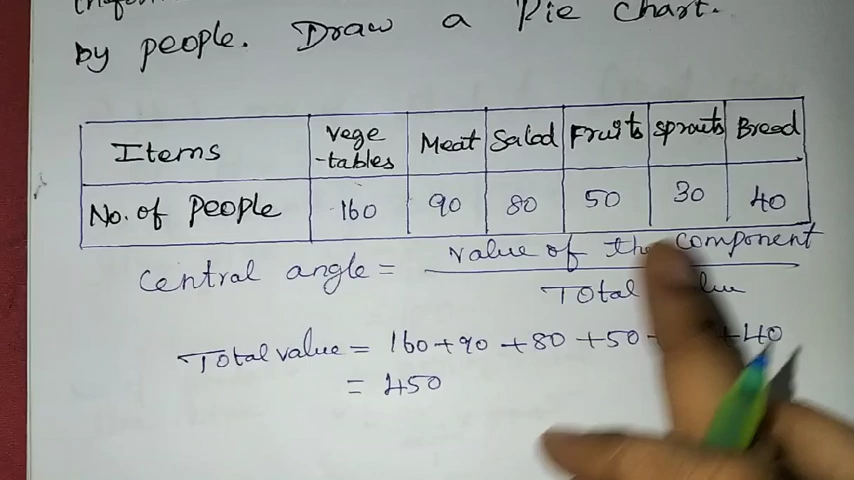 by people. Draw a Pie chart.
Items Vege-tables Meat Salad Fruits Sprouts Bread
No. of People 160 90 80 50 30 40
Central angle = Value of the component
Total
Total value = 160+90+80+50+40
= 450